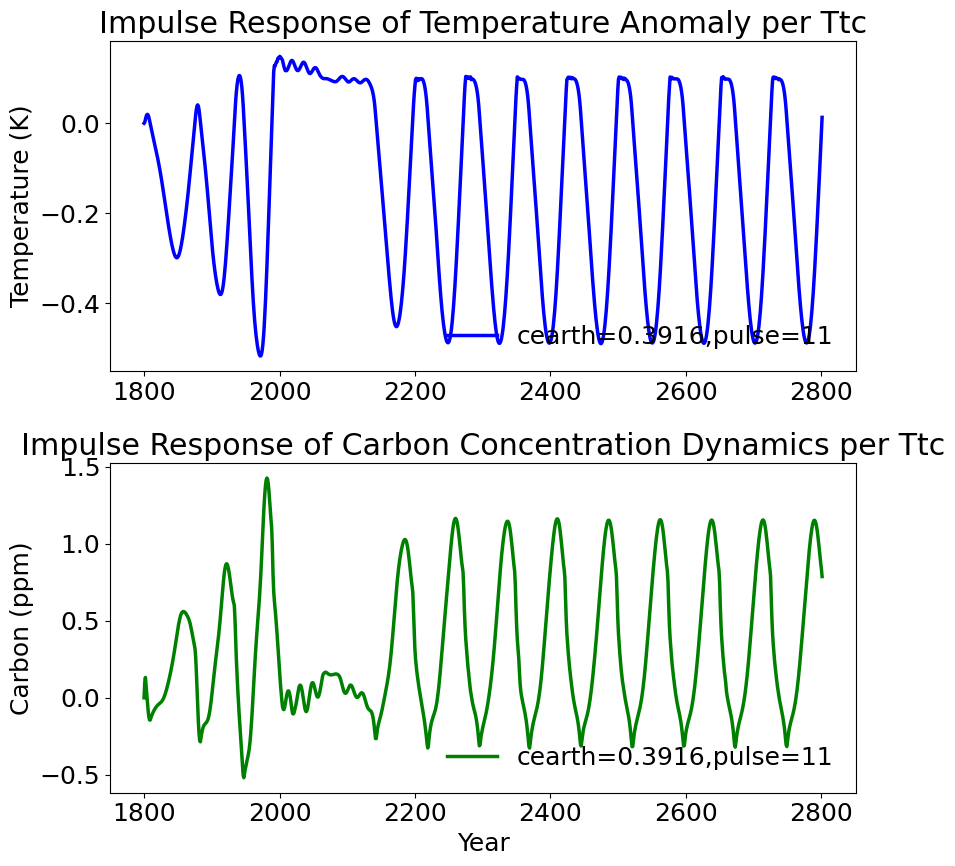 Impulse Response of Temperature Anomaly per Ttc
Temperature (K)
0.0
−0.2
−0.4
cearth=0.3916,pulse=11
1800 2000 2200 2400 2600 2800
Impulse Response of Carbon Concentration Dynamics per Ttc
Carbon (ppm)
1.5
1.0
0.5
0.0
−0.5
cearth=0.3916,pulse=11
1800 2000 2200 2400 2600 2800
Year